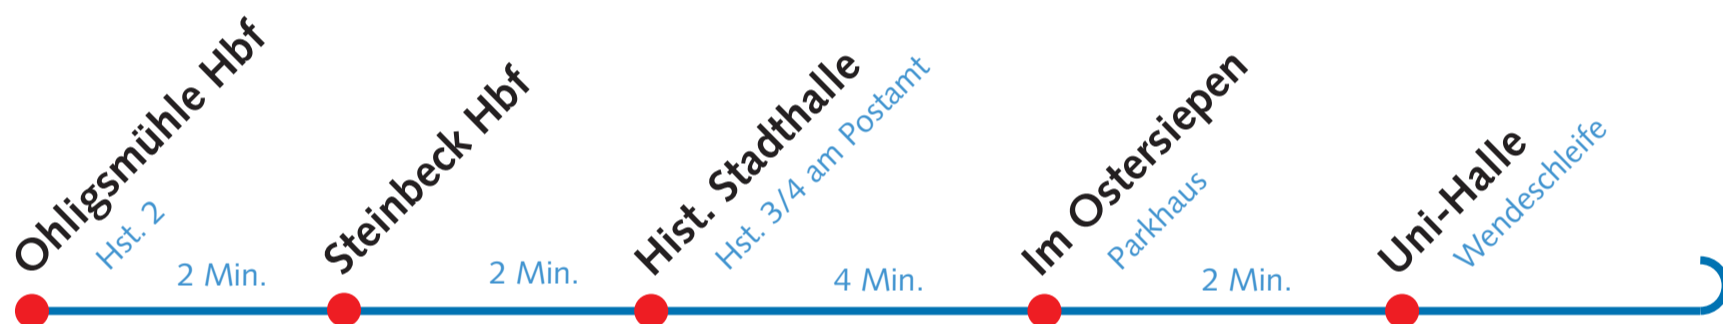 Ohligsmühle Hbf
Hst. 2
2 Min.
Steinbeck Hbf
2 Min.
Hist. Stadthalle
Hst. 3/4 am Postamt
4 Min.
Im Ostersiepen
Parkhaus
2 Min.
Uni-Halle
Wendeschleife